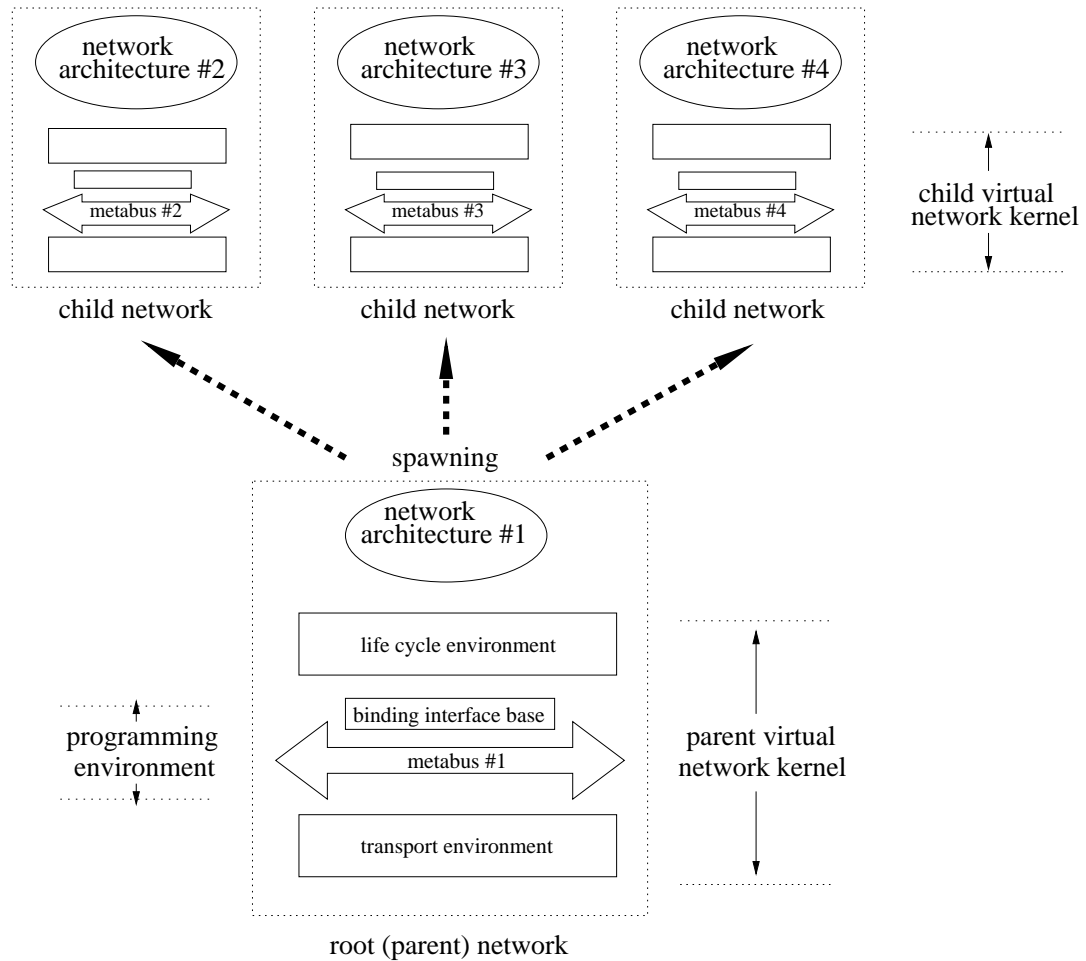 network
architecture #2
network
architecture #3
network
architecture #4
metabus #2
metabus #3
metabus #4
child virtual
network kernel
child network
child network
child network
spawning
network
architecture #1
life cycle environment
binding interface base
metabus #1
transport environment
programming
environment
parent virtual
network kernel
root (parent) network